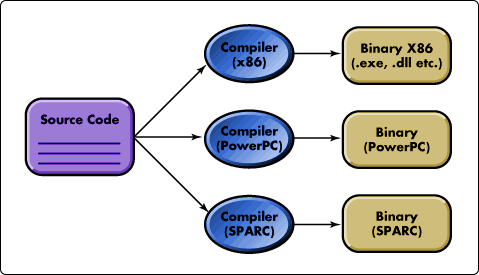 Source Code
Compiler
(x86)
Binary X86
(.exe, .dll etc.)
Compiler
(PowerPC)
Binary
(PowerPC)
Compiler
(SPARC)
Binary
(SPARC)